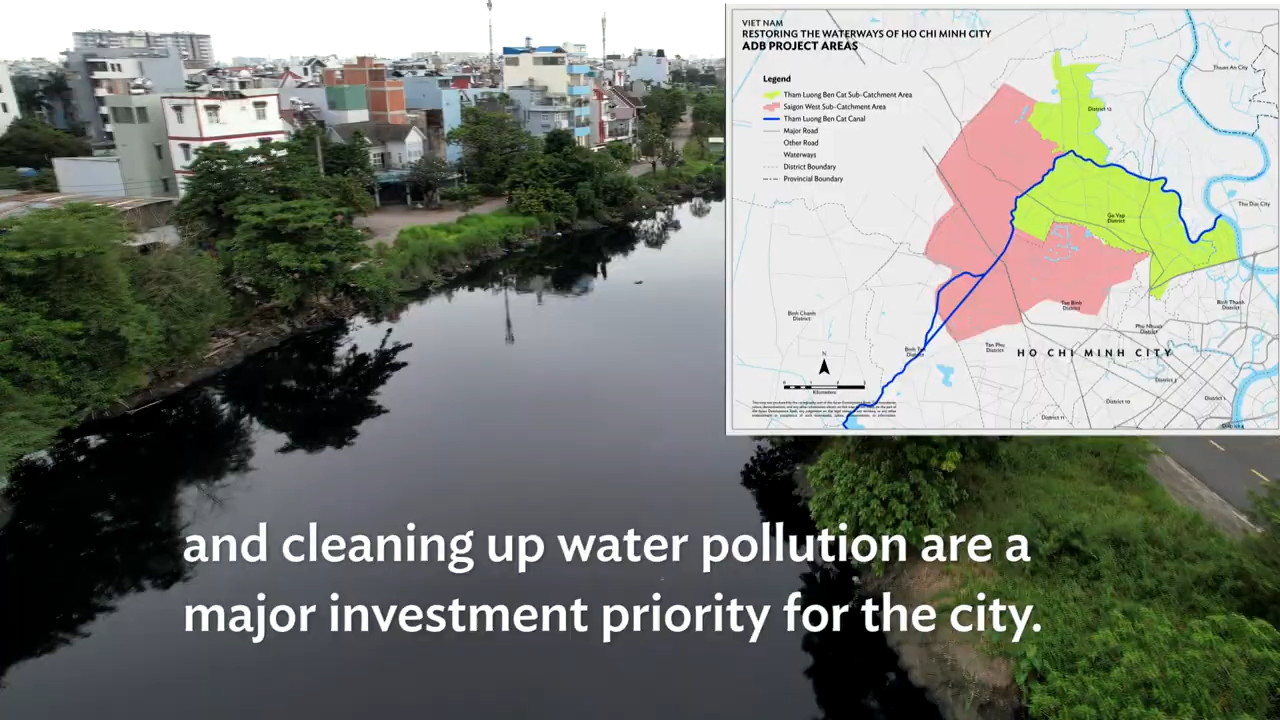 VIET NAM
RESTORING THE WATERWAYS OF HO CHI MINH CITY
ADB PROJECT AREAS
Legend
Tham Luong Ben Cat Sub-Catchment Area
Saigon West Sub-Catchment Area
Tham Luong Ben Cat Canal
Major Road
Other Road
Waterways
District Boundary
Provincial Boundary
Thuan An City
District 12
Thu Duc City
Go Vap
District
Binh Chanh
District
Tan Binh
District
Binh Thanh
District
Phu Nhuan
District
Binh Tan
District
Tan Phu
District
HO CHI MINH CITY
N
Kilometers
District 3
District 1
District 10
District 11
District 4
and cleaning up water pollution are a
major investment priority for the city.